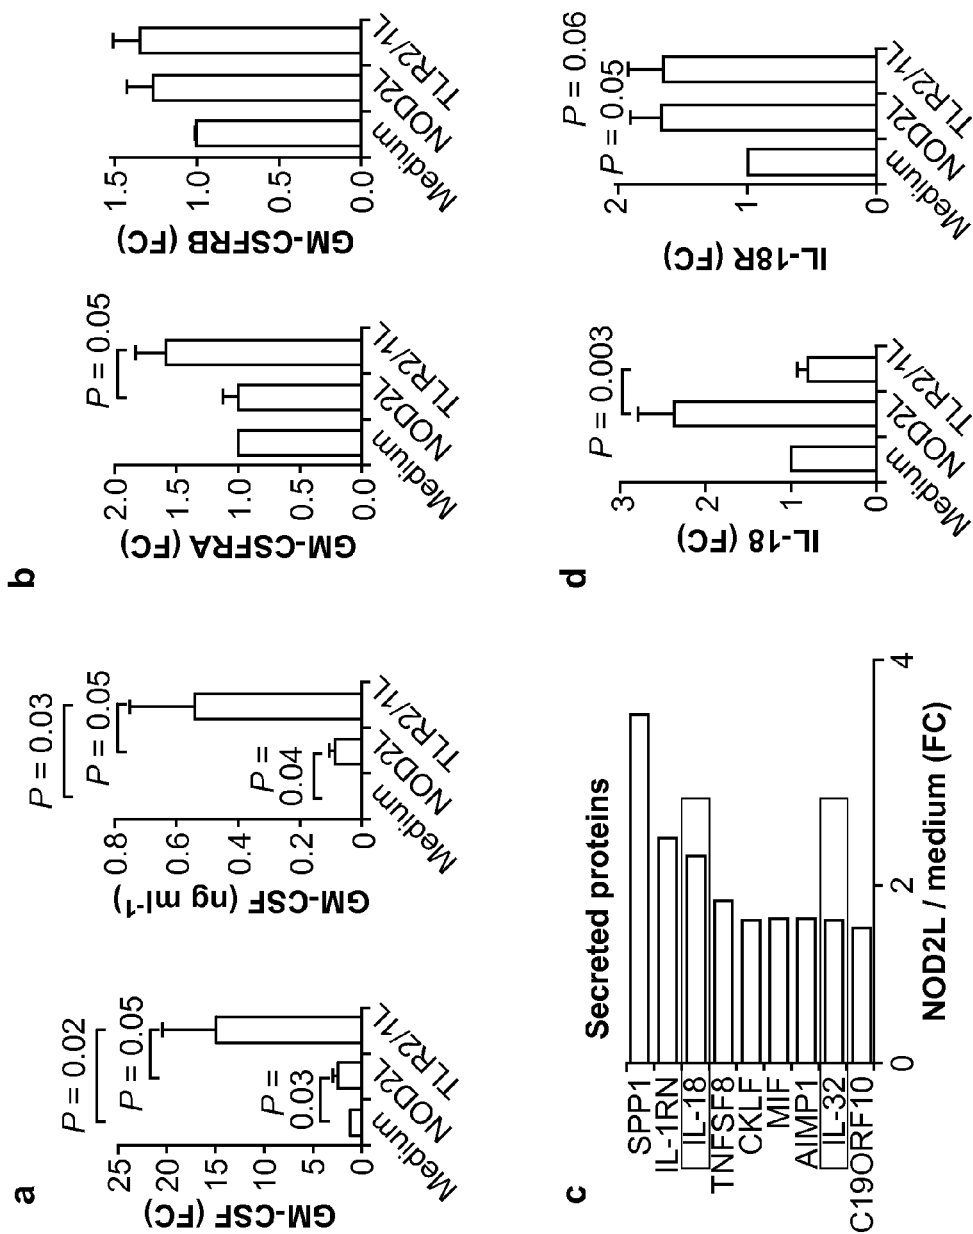 a
GM-CSF (FC)
25
20
15
10
5
0
P = 0.02
P = 0.05
P =
0.03
Medium
NOD2L
TLR2/1L
GM-CSF (ng ml-1)
0.8
0.6
0.4
0.2
0
P = 0.03
P = 0.05
P =
0.04
Medium
NOD2L
TLR2/1L
b
GM-CSFRA (FC)
2.0
1.5
1.0
0.5
0.0
P = 0.05
Medium
NOD2L
TLR2/1L
GM-CSFRB (FC)
1.5
1.0
0.5
0.0
Medium
NOD2L
TLR2/1L
c
Secreted proteins
SPP1
IL-1RN
IL-18
TNFSF8
CKLF
MIF
AIMP1
IL-32
C19ORF10
0
2
4
NOD2L / medium (FC)
d
IL-18 (FC)
3
2
1
0
P = 0.003
Medium
NOD2L
TLR2/1L
IL-18R (FC)
2
1
0
P = 0.06
P = 0.05
Medium
NOD2L
TLR2/1L